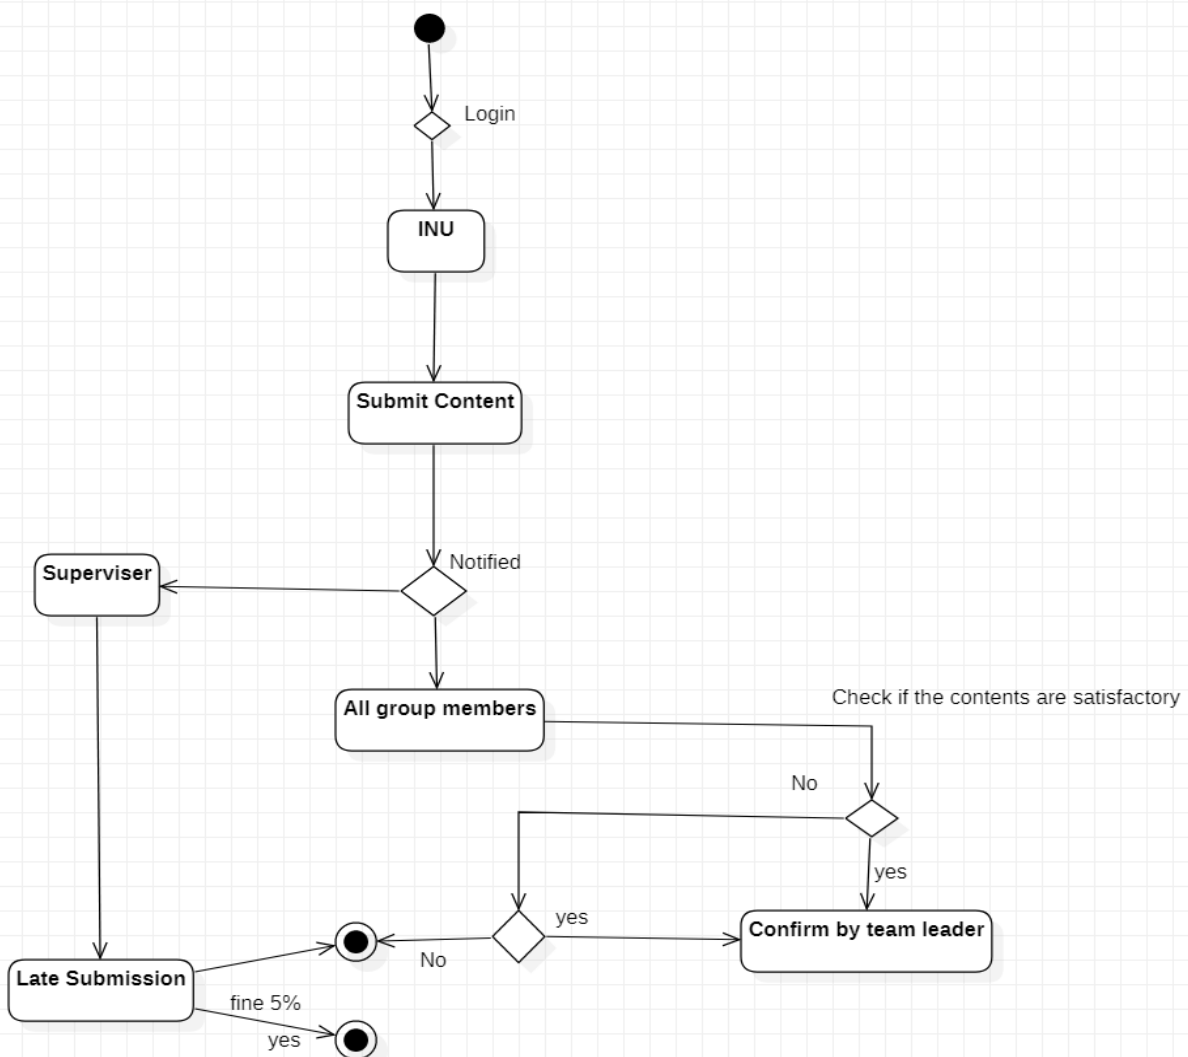 Login
INU
Submit Content
Notified
Superviser
All group members
Check if the contents are satisfactory
No
yes
yes
Confirm by team leader
No
Late Submission
fine 5%
yes